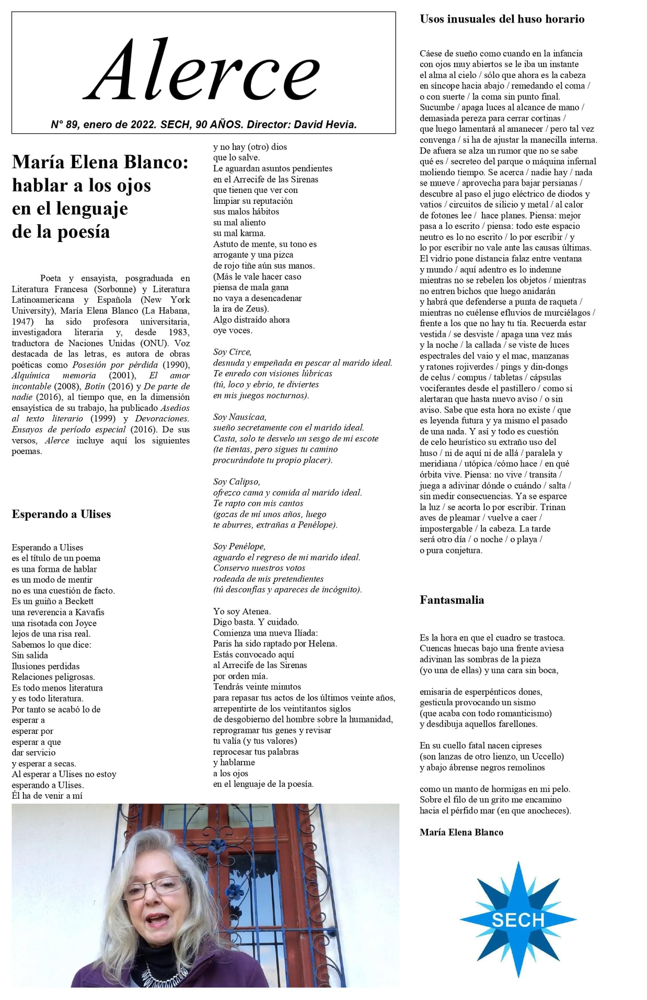 Alerce
N° 89, enero de 2022. SECH, 90 AÑOS. Director: David Hevia.
María Elena Blanco:
hablar a los ojos
en el lenguaje
de la poesía
Poeta y ensayista, posgraduada en
Literatura Francesa (Sorbonne) y Literatura
Latinoamericana y Española (New York
University), María Elena Blanco (La Habana,
1947) ha sido profesora universitaria,
investigadora literaria y, desde 1983,
traductora de Naciones Unidas (ONU). Voz
destacada de las letras, es autora de obras
poéticas como Posesión por pérdida (1990),
Alquímica memoria (2001), El amor
incontable (2008), Botín (2016) y De parte de
nadie (2016), al tiempo que, en la dimensión
ensayística de su trabajo, ha publicado Asedios
al texto literario (1999) y Devoraciones.
Ensayos de período especial (2016). De sus
versos, Alerce incluye aquí los siguientes
poemas.
Esperando a Ulises
Esperando a Ulises
es el título de un poema
es una forma de hablar
es un modo de mentir
no es una cuestión de facto.
Es un guiño a Beckett
una reverencia a Kavafis
una risotada con Joyce
lejos de una risa real.
Sabemos lo que dice:
Sin salida
Ilusiones perdidas
Relaciones peligrosas.
Es todo menos literatura
y es todo literatura.
Por tanto se acabó lo de
esperar a
esperar por
esperar a que
dar servicio
y esperar a secas.
Al esperar a Ulises no estoy
esperando a Ulises.
Él ha de venir a mí
y no hay (otro) dios
que lo salve.
Le aguardan asuntos pendientes
en el Arrecife de las Sirenas
que tienen que ver con
limpiar su reputación
sus malos hábitos
su mal aliento
su mal karma.
Astuto de mente, su tono es
arrogante y una pizca
de rojo tiñe aún sus manos.
(Más le vale hacer caso
piensa de mala gana
no vaya a desencadenar
la ira de Zeus).
Algo distraído ahora
oye voces.
Soy Circe,
desnuda y empeñada en pescar al marido ideal.
Te enredo con visiones lúbricas
(tú, loco y ebrio, te diviertes
en mis juegos nocturnos).
Soy Nausícaa,
sueño secretamente con el marido ideal.
Casta, solo te desvelo un sesgo de mi escote
(te tientas, pero sigues tu camino
procurándote tu propio placer).
Soy Calipso,
ofrezco cama y comida al marido ideal.
Te rapto con mis cantos
(gozas de mí unos años, luego
te aburres, extrañas a Penélope).
Soy Penélope,
aguardo el regreso de mi marido ideal.
Conservo nuestros votos
rodeada de mis pretendientes
(tú desconfías y apareces de incógnito).
Yo soy Atenea.
Digo basta. Y cuidado.
Comienza una nueva Ilíada:
Paris ha sido raptado por Helena.
Estás convocado aquí
al Arrecife de las Sirenas
por orden mía.
Tendrás veinte minutos
para repasar tus actos de los últimos veinte años,
arrepentirte de los veintitantos siglos
de desgobierno del hombre sobre la humanidad,
reprogramar tus genes y revisar
tu valía (y tus valores)
reprocesar tus palabras
y hablarme
a los ojos
en el lenguaje de la poesía.
Usos inusuales del huso horario
Cáese de sueño como cuando en la infancia
con ojos muy abiertos se le iba un instante
el alma al cielo / sólo que ahora es la cabeza
en síncope hacia abajo / remedando el coma /
o con suerte / la coma sin punto final.
Sucumbe / apaga luces al alcance de mano /
demasiada pereza para cerrar cortinas /
que luego lamentará al amanecer / pero tal vez
convenga / si ha de ajustar la manecilla interna.
De afuera se alza un rumor que no se sabe
qué es / secreteo del parque o máquina infernal
moliendo tiempo. Se acerca / nadie hay / nada
se mueve / aprovecha para bajar persianas /
descubre al paso el jugo eléctrico de diodos y
vatios / circuitos de silicio y metal / al calor
de fotones lee /  hace planes. Piensa: mejor
pasa a lo escrito / piensa: todo este espacio
neutro es lo no escrito / lo por escribir / y
lo por escribir no vale ante las causas últimas.
El vidrio pone distancia falaz entre ventana
y mundo / aquí adentro es lo indemne
mientras no se rebelen los objetos / mientras
no entren bichos que luego anidarán
y habrá que defenderse a punta de raqueta /
mientras no cuélense efluvios de murciélagos /
frente a los que no hay tu tía. Recuerda estar
vestida / se desviste / apaga una vez más
y la noche / la callada / se viste de luces
espectrales del vaio y el mac, manzanas
y ratones rojiverdes / pings y din-dongs
de celus / compus / tabletas / cápsulas
vociferantes desde el pastillero / como si
alertaran que hasta nuevo aviso / o sin
aviso. Sabe que esta hora no existe / que
es leyenda futura y ya mismo el pasado
de una nada. Y así y todo es cuestión
de celo heurístico su extraño uso del
huso / ni de aquí ni de allá / paralela y
meridiana / utópica /cómo hace / en qué
órbita vive. Piensa: no vive / transita /
juega a adivinar dónde o cuándo / salta /
sin medir consecuencias. Ya se esparce
la luz / se acorta lo por escribir. Trinan
aves de pleamar / vuelve a caer /
impostergable / la cabeza. La tarde
será otro día / o noche / o playa /
o pura conjetura.
Fantasmalia
Es la hora en que el cuadro se trastoca.
Cuencas huecas bajo una frente aviesa
adivinan las sombras de la pieza
(yo una de ellas) y una cara sin boca,
emisaria de esperpénticos dones,
gesticula provocando un sismo
(que acaba con todo romanticismo)
y desdibuja aquellos farellones.
En su cuello fatal nacen cipreses
(son lanzas de otro lienzo, un Uccello)
y abajo ábrense negros remolinos
como un manto de hormigas en mi pelo.
Sobre el filo de un grito me encamino
hacia el pérfido mar (en que anocheces).
María Elena Blanco
SECH